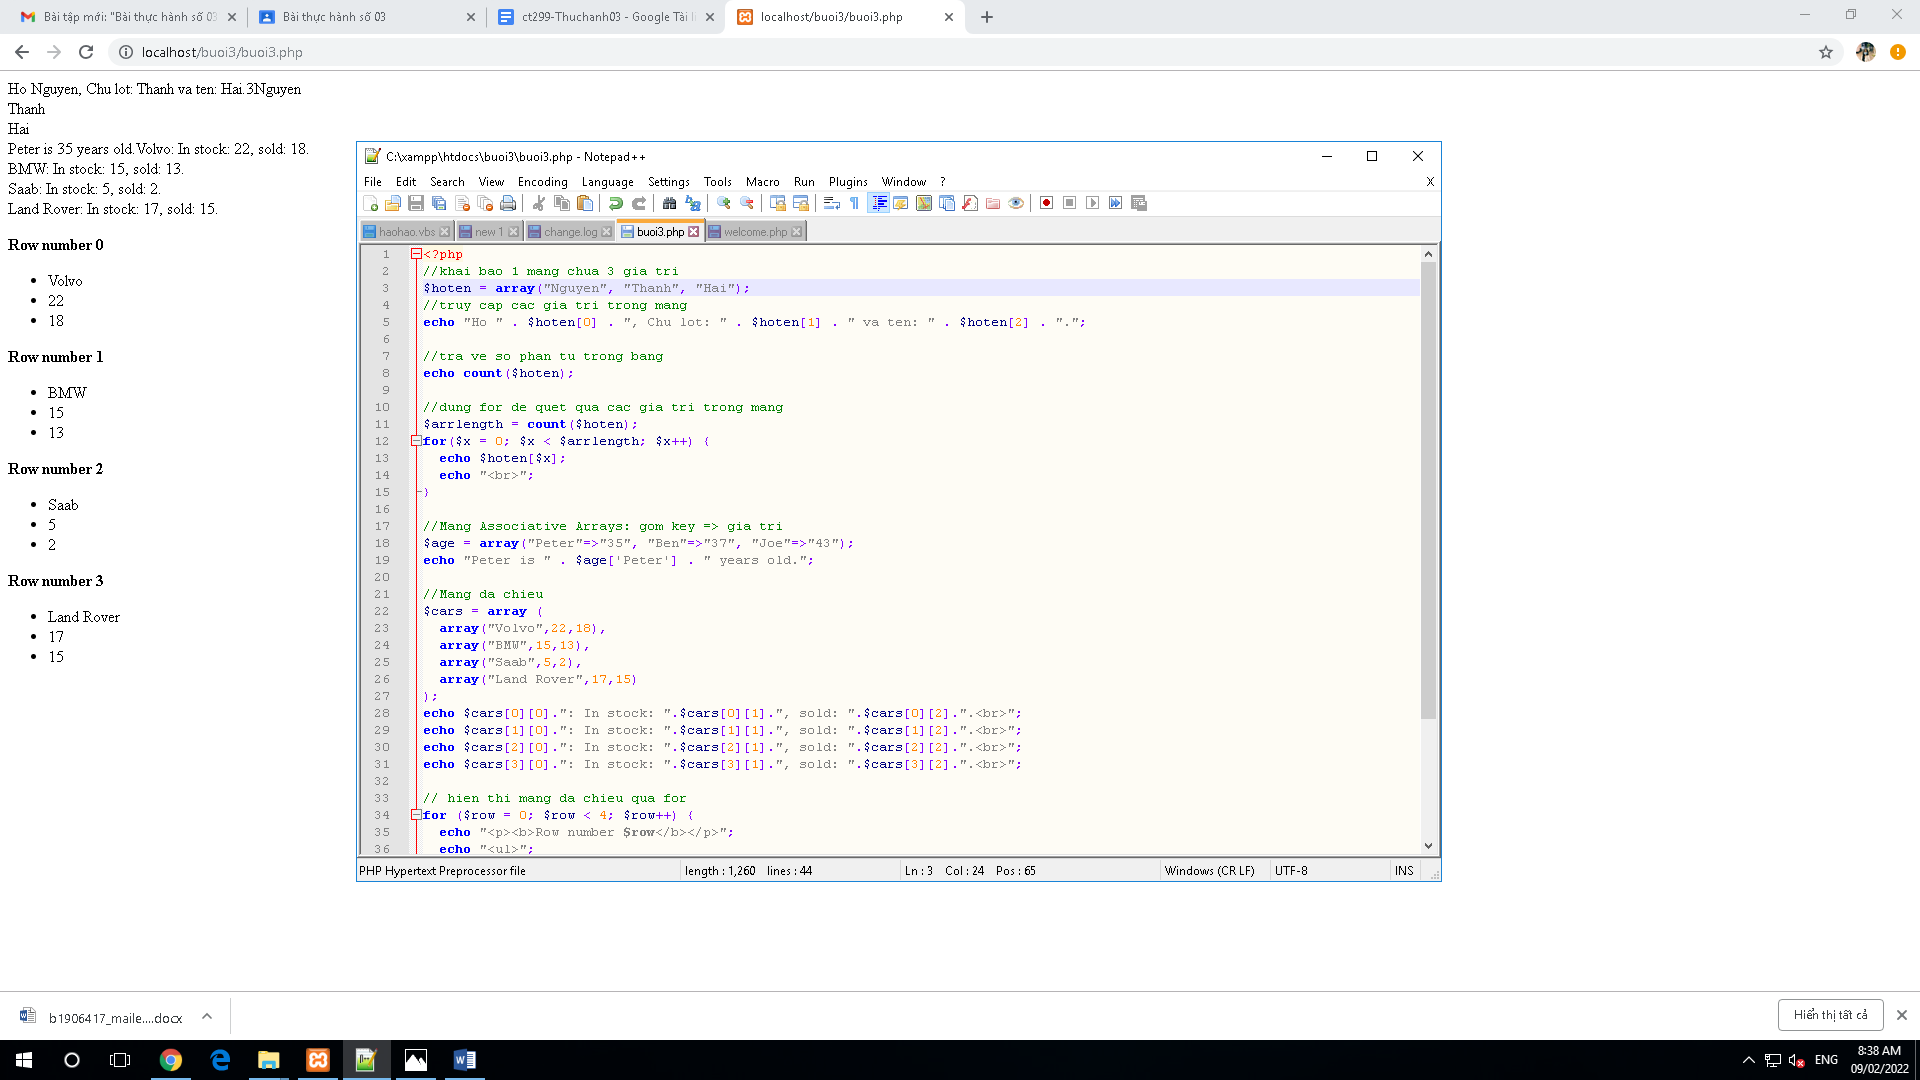 Bài tập mới: "Bài thực hành số 03
Bài thực hành số 03
ct299-Thuchanh03 - Google Tài li
localhost/buoi3/buoi3.php
localhost/buoi3/buoi3.php
Ho Nguyen, Chu lot: Thanh va ten: Hai.3Nguyen
Thanh
Hai
Peter is 35 years old.Volvo: In stock: 22, sold: 18.
BMW: In stock: 15, sold: 13.
Saab: In stock: 5, sold: 2.
Land Rover: In stock: 17, sold: 15.
Row number 0
Volvo
22
18
Row number 1
BMW
15
13
Row number 2
Saab
5
2
Row number 3
Land Rover
17
15
C:\xampp\htdocs\buoi3\buoi3.php - Notepad++
File Edit Search View Encoding Language Settings Tools Macro Run Plugins Window ? X
haohao.vbs new 1 change.log buoi3.php welcome.php
1 <?php
2 //khai bao 1 mang chua 3 gia tri
3 $hoten = array("Nguyen", "Thanh", "Hai");
4 //truy cap cac gia tri trong mang
5 echo "Ho " . $hoten[0] . ", Chu lot: " . $hoten[1] . " va ten: " . $hoten[2] . ".";
6
7 //tra ve so phan tu trong bang
8 echo count($hoten);
9
10 //dung for de quet qua cac gia tri trong mang
11 $arrlength = count($hoten);
12 for($x = 0; $x < $arrlength; $x++) {
13 echo $hoten[$x];
14 echo "<br>";
15 }
16
17 //Mang Associative Arrays: gom key => gia tri
18 $age = array("Peter"=>"35", "Ben"=>"37", "Joe"=>"43");
19 echo "Peter is " . $age['Peter'] . " years old.";
20
21 //Mang da chieu
22 $cars = array (
23 array("Volvo",22,18),
24 array("BMW",15,13),
25 array("Saab",5,2),
26 array("Land Rover",17,15)
27 );
28 echo $cars[0][0].": In stock: ".$cars[0][1].", sold: ".$cars[0][2].".<br>";
29 echo $cars[1][0].": In stock: ".$cars[1][1].", sold: ".$cars[1][2].".<br>";
30 echo $cars[2][0].": In stock: ".$cars[2][1].", sold: ".$cars[2][2].".<br>";
31 echo $cars[3][0].": In stock: ".$cars[3][1].", sold: ".$cars[3][2].".<br>";
32
33 // hien thi mang da chieu qua for
34 for ($row = 0; $row < 4; $row++) {
35 echo "<p><b>Row number $row</b></p>";
36 echo "<ul>";
PHP Hypertext Preprocessor file length : 1,260 lines : 44 Ln : 3 Col : 24 Pos : 65 Windows (CR LF) UTF-8 INS
b1906417_maile....docx
Hiển thị tất cả
ENG
8:38 AM
09/02/2022